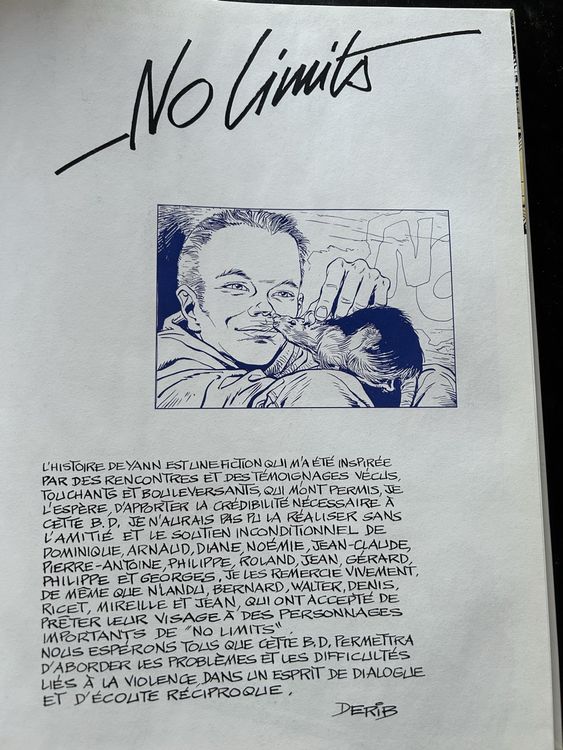 No Limits
No
L'HISTOIRE DE YANN EST UNE FICTION QUI M'A ÉTÉ INSPIRÉE
PAR DES RENCONTRES ET DES TÉMOIGNAGES VÉCUS,
TOUCHANTS ET BOULEVERSANTS, QUI M'ONT PERMIS, JE
L'ESPÈRE, D'APPORTER LA CRÉDIBILITÉ NÉCESSAIRE À
CETTE B.D. JE N'AURAIS PAS PU LA RÉALISER SANS
L'AMITIÉ ET LE SOUTIEN INCONDITIONNEL DE
DOMINIQUE, ARNAUD, DIANE, NOÉMIE, JEAN-CLAUDE,
PIERRE-ANTOINE, PHILIPPE, ROLAND, JEAN, GÉRARD,
PHILIPPE ET GEORGES. JE LES REMERCIE VIVEMENT,
DE MÊME QUE N'LANDU, BERNARD, WALTER, DENIS,
RICET, MIREILLE ET JEAN, QUI ONT ACCEPTÉ DE
PRÊTER LEUR VISAGE À DES PERSONNAGES
IMPORTANTS DE "NO LIMITS".
NOUS ESPÉRONS TOUS QUE CETTE B.D. PERMETTRA
D'ABORDER LES PROBLÈMES ET LES DIFFICULTÉS
LIÉS À LA VIOLENCE, DANS UN ESPRIT DE DIALOGUE
ET D'ÉCOUTE RÉCIPROQUE.
DERIB